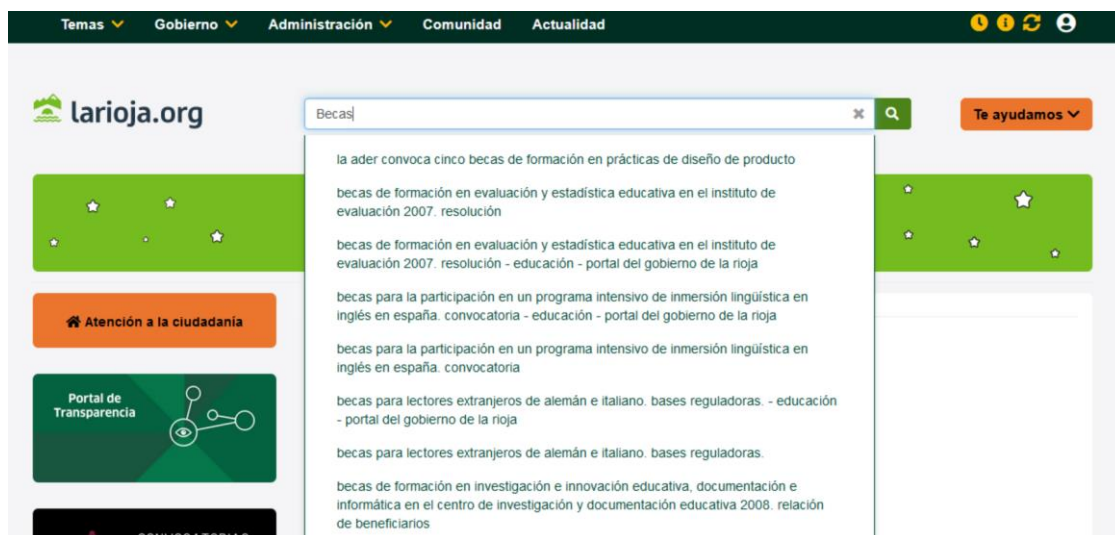 Temas Gobierno Administración Comunidad Actualidad
larioja.org
Becas
Te ayudamos
la ader convoca cinco becas de formación en prácticas de diseño de producto
becas de formación en evaluación y estadística educativa en el instituto de
evaluación 2007. resolución
becas de formación en evaluación y estadística educativa en el instituto de
evaluación 2007. resolución - educación - portal del gobierno de la rioja
becas para la participación en un programa intensivo de inmersión lingüística en
inglés en españa. convocatoria - educación - portal del gobierno de la rioja
becas para la participación en un programa intensivo de inmersión lingüística en
inglés en españa. convocatoria
becas para lectores extranjeros de alemán e italiano. bases reguladoras. - educación
- portal del gobierno de la rioja
becas para lectores extranjeros de alemán e italiano. bases reguladoras.
becas de formación en investigación e innovación educativa, documentación e
informática en el centro de investigación y documentación educativa 2008. relación
de beneficiarios
Atención a la ciudadanía
Portal de
Transparencia